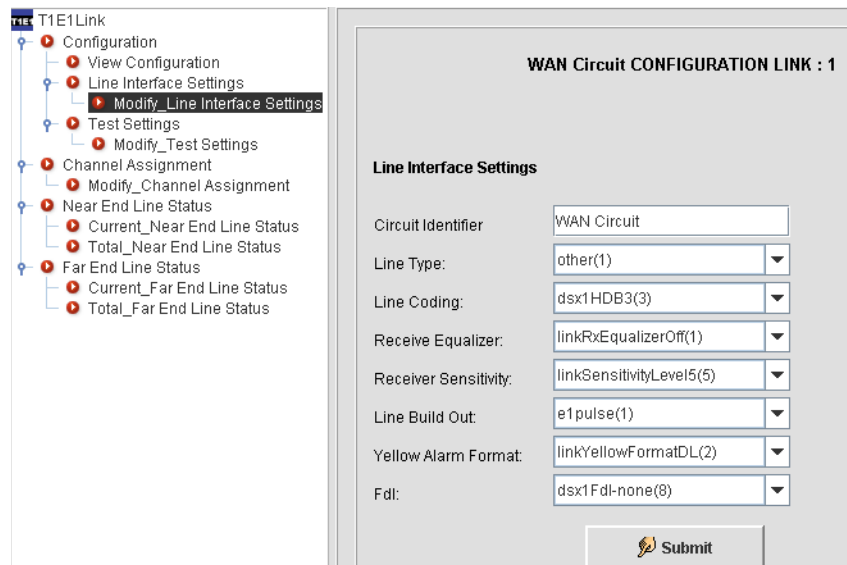 T1E1 T1E1Link
Configuration
View Configuration
Line Interface Settings
Modify_Line Interface Settings
Test Settings
Modify_Test Settings
Channel Assignment
Modify_Channel Assignment
Near End Line Status
Current_Near End Line Status
Total_Near End Line Status
Far End Line Status
Current_Far End Line Status
Total_Far End Line Status
WAN Circuit CONFIGURATION LINK : 1
Line Interface Settings
Circuit Identifier WAN Circuit
Line Type: other(1)
Line Coding: dsx1HDB3(3)
Receive Equalizer: linkRxEqualizerOff(1)
Receiver Sensitivity: linkSensitivityLevel5(5)
Line Build Out: e1pulse(1)
Yellow Alarm Format: linkYellowFormatDL(2)
Fdl: dsx1Fdl-none(8)
Submit